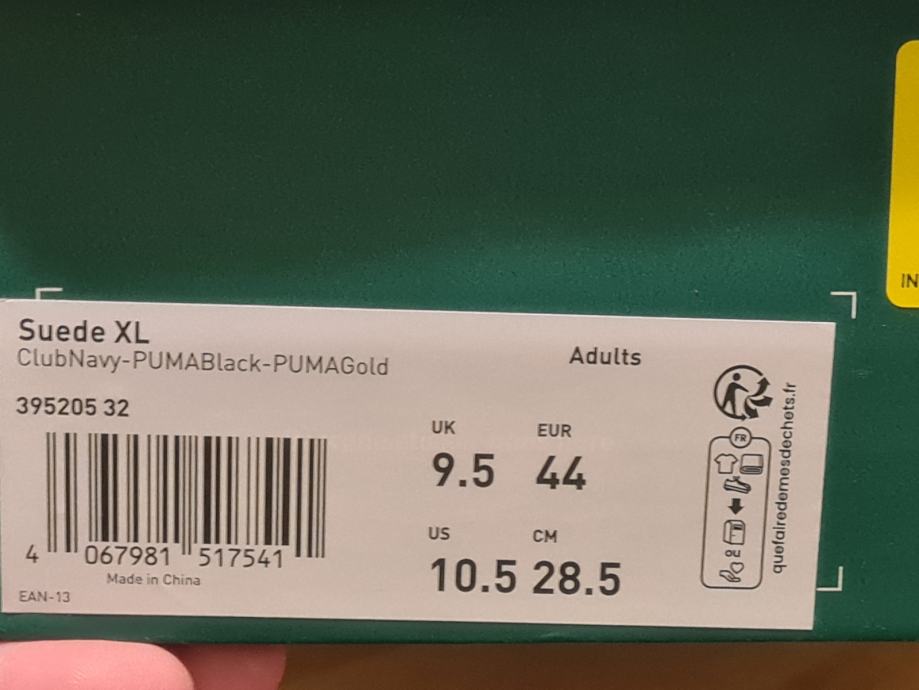 Suede XL
ClubNavy-PUMABlack-PUMAGold
Adults
395205 32
UK EUR
9.5 44
US CM
10.5 28.5
4 067981 517541
Made in China
EAN-13
FR
ou
quefairedemesdechets.fr
IN